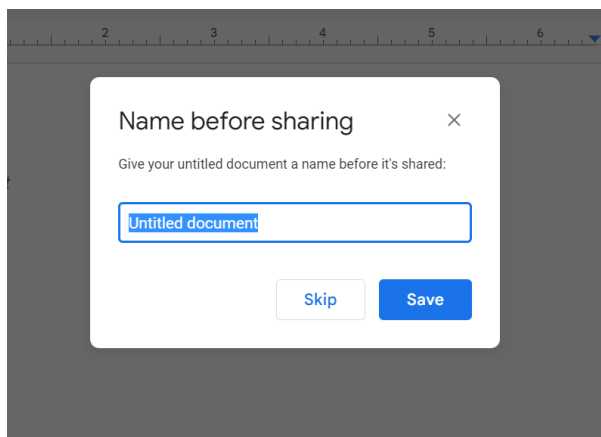 2 3 4 5 6
Name before sharing
Give your untitled document a name before it's shared:
Untitled document
Skip Save